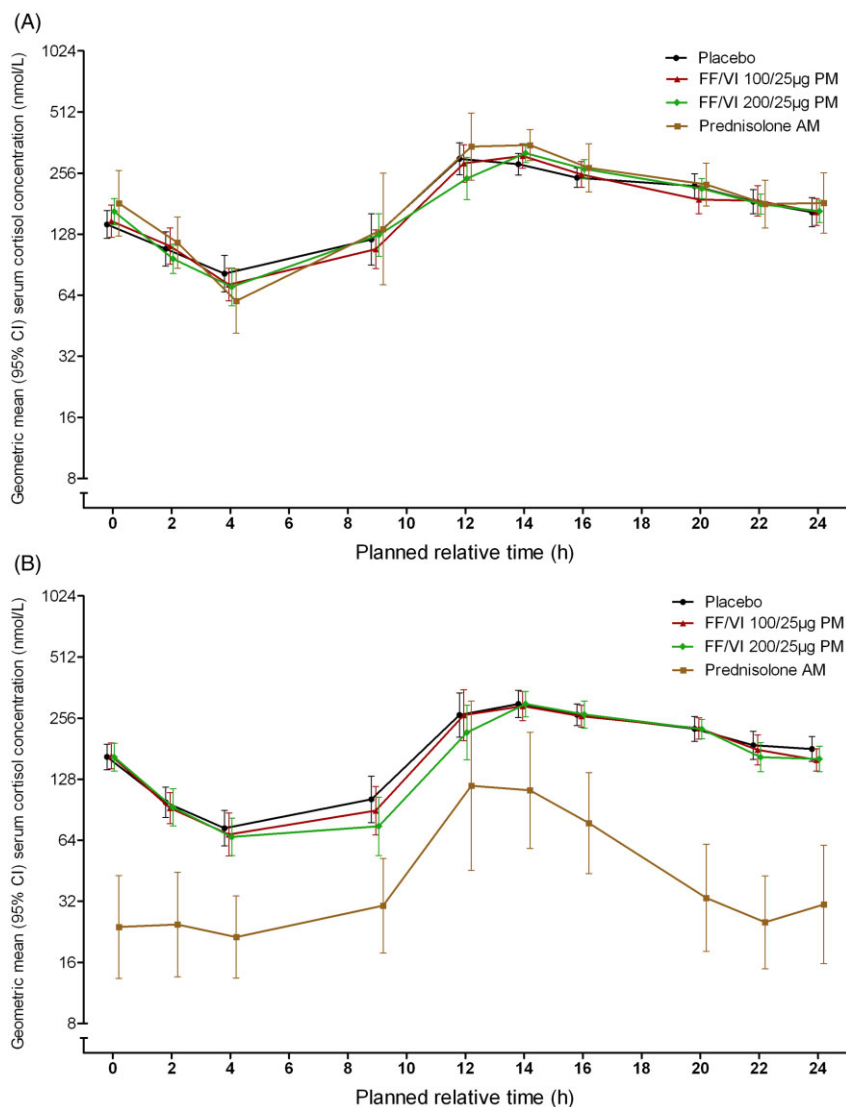 (A)
1024
512
256
128
64
32
16
8
Geometric mean (95% CI) serum cortisol concentration (nmol/L)
Placebo
FF/VI 100/25µg PM
FF/VI 200/25µg PM
Prednisolone AM
0 2 4 6 8 10 12 14 16 18 20 22 24
Planned relative time (h)
(B)
1024
512
256
128
64
32
16
8
Geometric mean (95% CI) serum cortisol concentration (nmol/L)
Placebo
FF/VI 100/25µg PM
FF/VI 200/25µg PM
Prednisolone AM
0 2 4 6 8 10 12 14 16 18 20 22 24
Planned relative time (h)